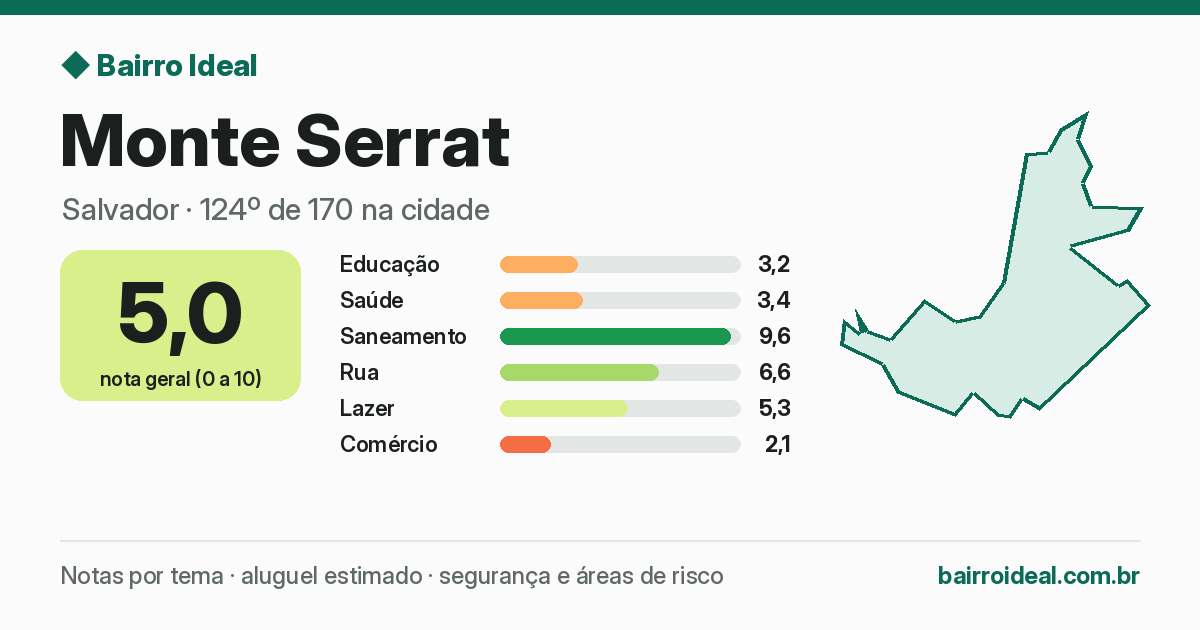 Bairro Ideal
Monte Serrat
Salvador · 124º de 170 na cidade
5,0
nota geral (0 a 10)
Educação 3,2
Saúde 3,4
Saneamento 9,6
Rua 6,6
Lazer 5,3
Comércio 2,1
Notas por tema · aluguel estimado · segurança e áreas de risco
bairroideal.com.br